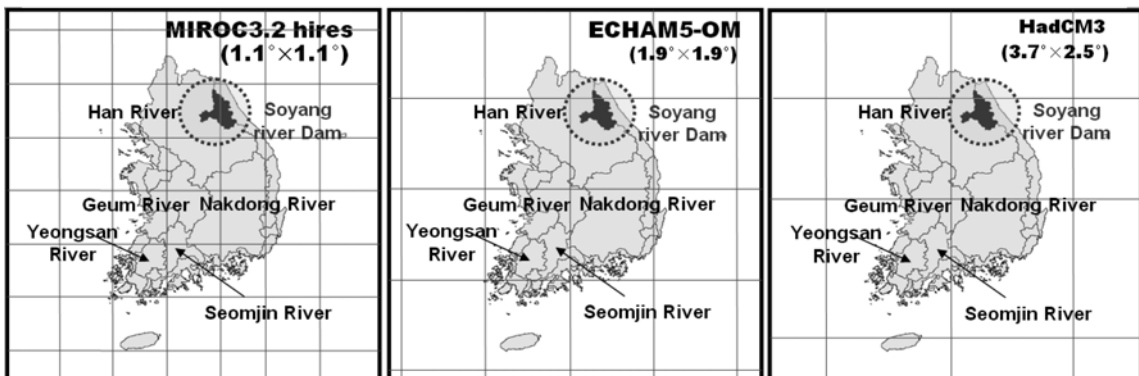 MIROC3.2 hires
(1.1°×1.1°)
Han River
Soyang
river Dam
Geum River Nakdong River
Yeongsan
River
Seomjin River
ECHAM5-OM
(1.9°×1.9°)
Han River
Soyang
river Dam
Geum River Nakdong River
Yeongsan
River
Seomjin River
HadCM3
(3.7°×2.5°)
Han River
Soyang
river Dam
Geum River Nakdong River
Yeongsan
River
Seomjin River